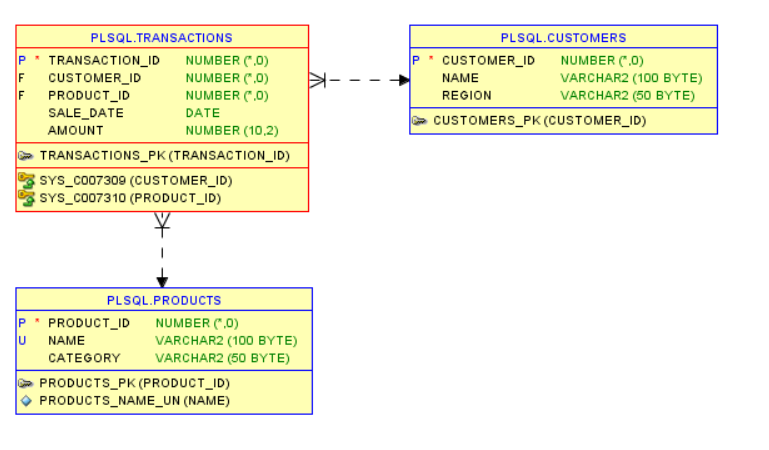 PLSQL.TRANSACTIONS
P * TRANSACTION_ID NUMBER (*,0)
F CUSTOMER_ID NUMBER (*,0)
F PRODUCT_ID NUMBER (*,0)
SALE_DATE DATE
AMOUNT NUMBER (10,2)
TRANSACTIONS_PK (TRANSACTION_ID)
SYS_C007309 (CUSTOMER_ID)
SYS_C007310 (PRODUCT_ID)
PLSQL.CUSTOMERS
P * CUSTOMER_ID NUMBER (*,0)
NAME VARCHAR2 (100 BYTE)
REGION VARCHAR2 (50 BYTE)
CUSTOMERS_PK (CUSTOMER_ID)
PLSQL.PRODUCTS
P * PRODUCT_ID NUMBER (*,0)
U NAME VARCHAR2 (100 BYTE)
CATEGORY VARCHAR2 (50 BYTE)
PRODUCTS_PK (PRODUCT_ID)
PRODUCTS_NAME_UN (NAME)